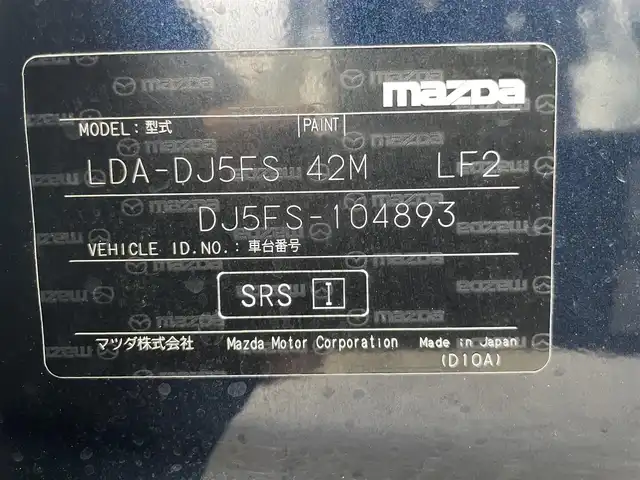 mazda
MODEL: 型式 PAINT
LDA-DJ5FS 42M LF2
DJ5FS-104893
VEHICLE ID.NO.: 車台番号
SRS I
マツダ株式会社 Mazda Motor Corporation Made in Japan
(D10A)